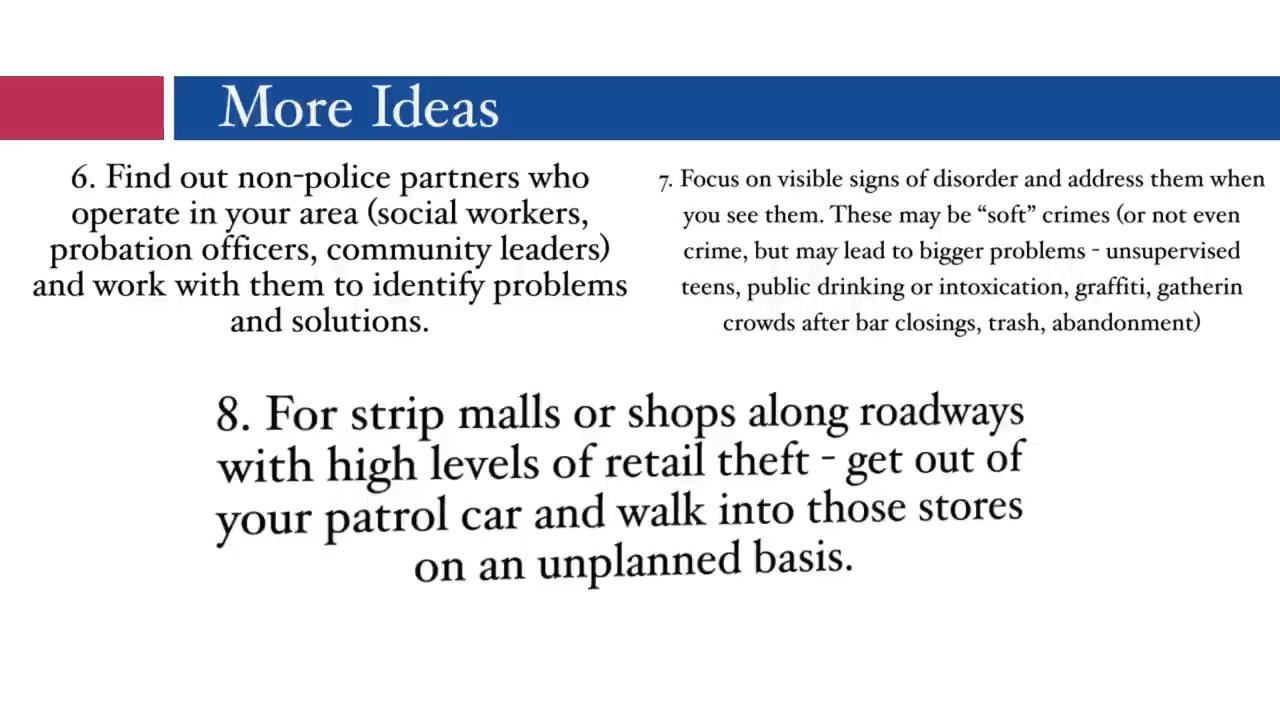 More Ideas
6. Find out non-police partners who
operate in your area (social workers,
probation officers, community leaders)
and work with them to identify problems
and solutions.
7. Focus on visible signs of disorder and address them when
you see them. These may be “soft” crimes (or not even
crime, but may lead to bigger problems - unsupervised
teens, public drinking or intoxication, graffiti, gatherin
crowds after bar closings, trash, abandonment)
8. For strip malls or shops along roadways
with high levels of retail theft - get out of
your patrol car and walk into those stores
on an unplanned basis.